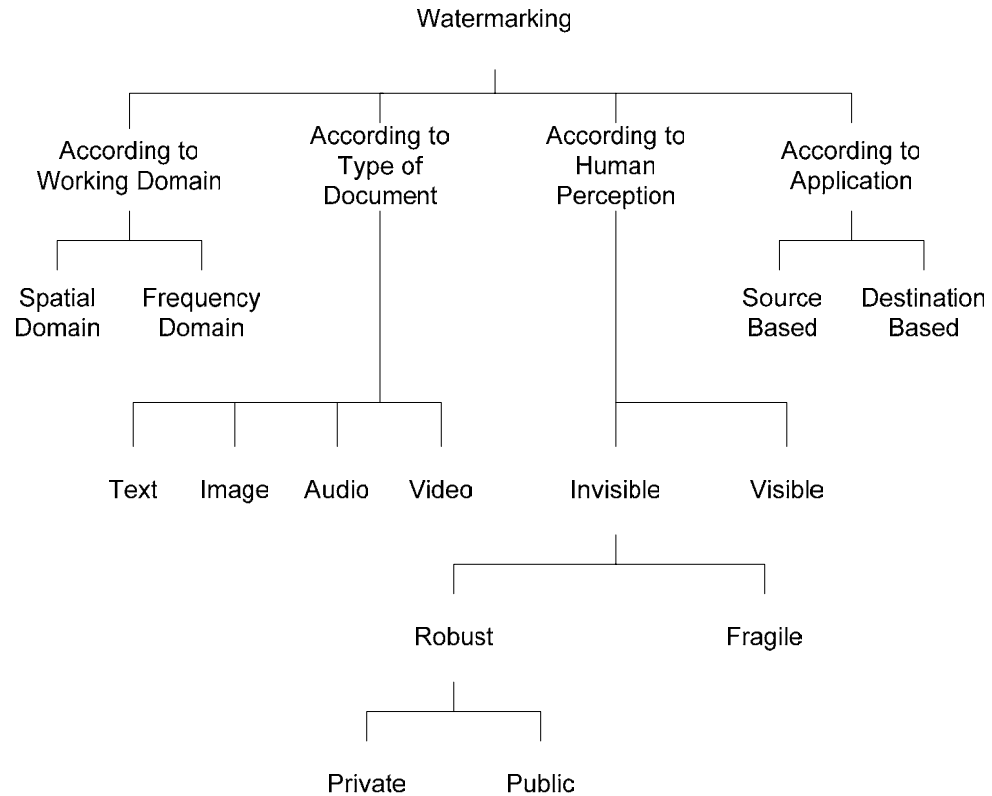 Watermarking
According to
Working Domain
According to
Type of
Document
According to
Human
Perception
According to
Application
Spatial
Domain
Frequency
Domain
Source
Based
Destination
Based
Text
Image
Audio
Video
Invisible
Visible
Robust
Fragile
Private
Public